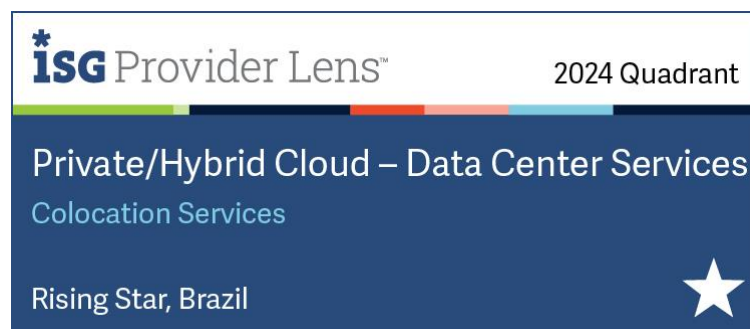 ISG Provider Lens™
2024 Quadrant
Private/Hybrid Cloud – Data Center Services
Colocation Services
Rising Star, Brazil